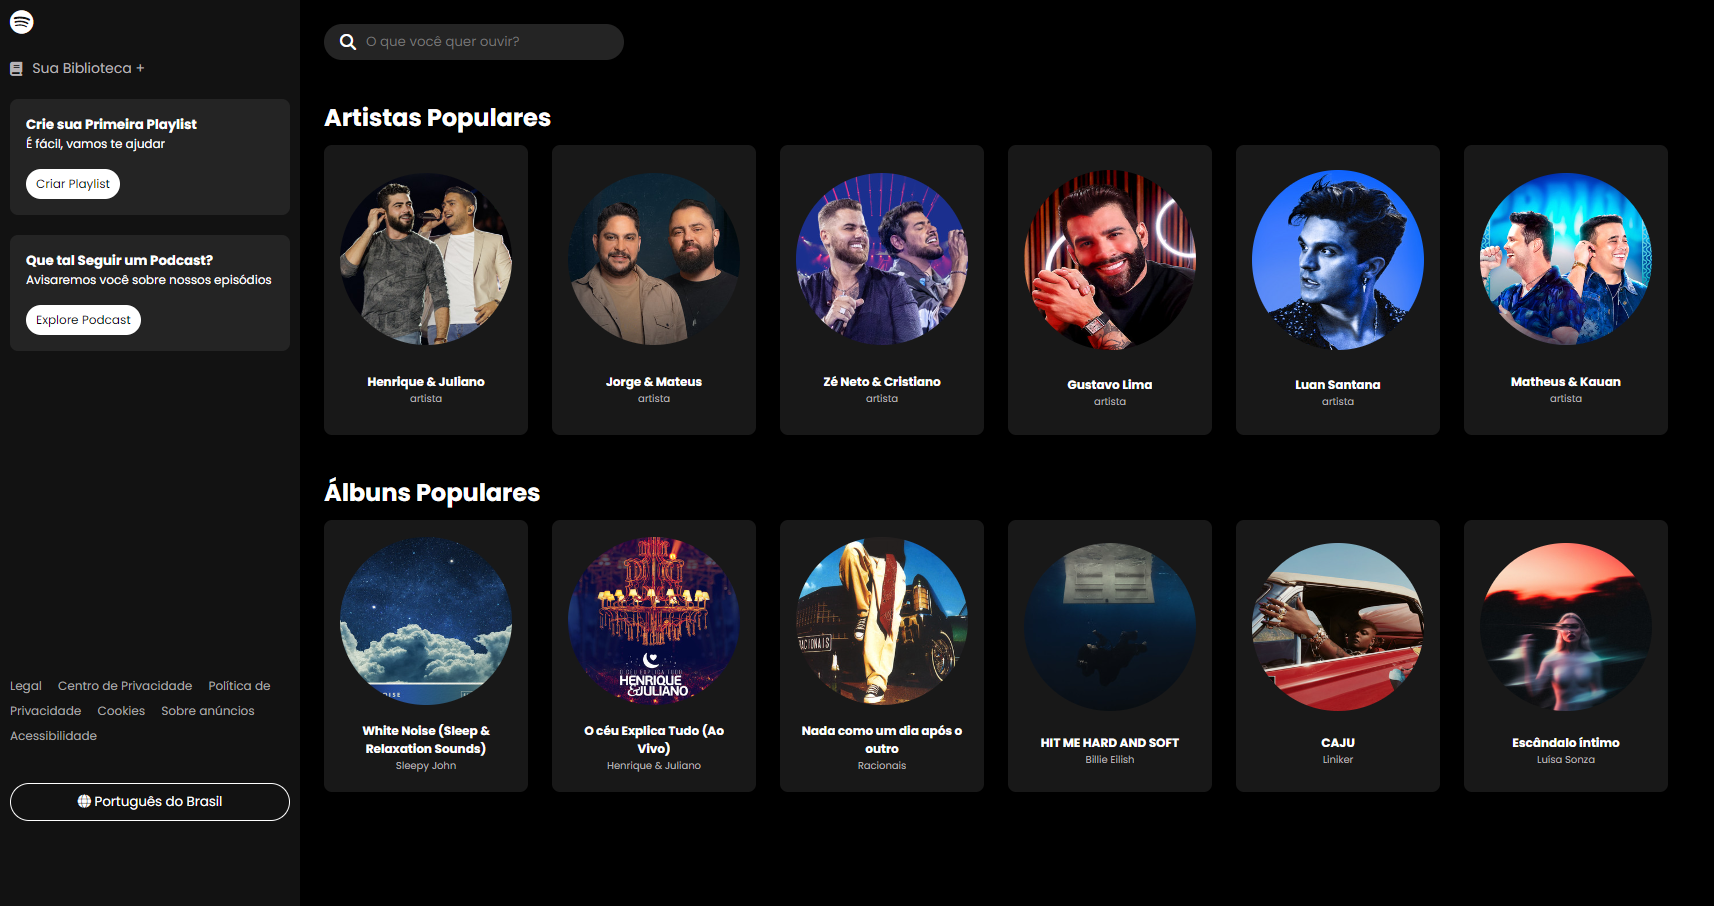 Sua Biblioteca +
Crie sua Primeira Playlist
É fácil, vamos te ajudar
Criar Playlist
Que tal Seguir um Podcast?
Avisaremos você sobre nossos episódios
Explore Podcast
Legal Centro de Privacidade Política de
Privacidade Cookies Sobre anúncios
Acessibilidade
Português do Brasil
O que você quer ouvir?
Artistas Populares
Henrique & Juliano
artista
Jorge & Mateus
artista
Zé Neto & Cristiano
artista
Gustavo Lima
artista
Luan Santana
artista
Matheus & Kauan
artista
Álbuns Populares
OISE
White Noise (Sleep &
Relaxation Sounds)
Sleepy John
O CÉU EXPLICA TUDO
HENRIQUE
& JULIANO
O céu Explica Tudo (Ao
Vivo)
Henrique & Juliano
RACIONAIS
Nada como um dia após o
outro
Racionais
HIT ME HARD AND SOFT
Billie Eilish
CAJU
Liniker
Escândalo íntimo
Luísa Sonza